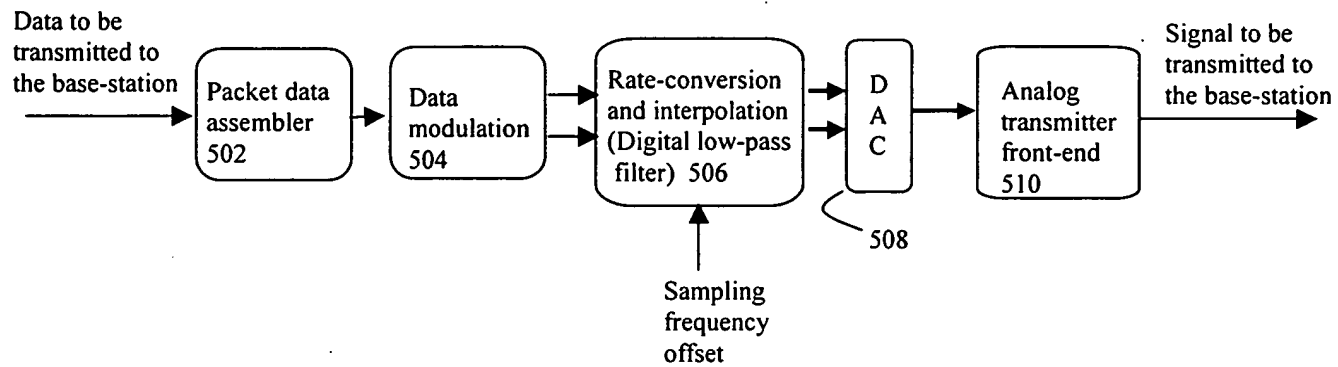 Data to be
transmitted to
the base-station
Packet data
assembler
502
Data
modulation
504
Rate-conversion
and interpolation
(Digital low-pass
filter) 506
D
A
C
508
Analog
transmitter
front-end
510
Signal to be
transmitted to
the base-station
Sampling
frequency
offset